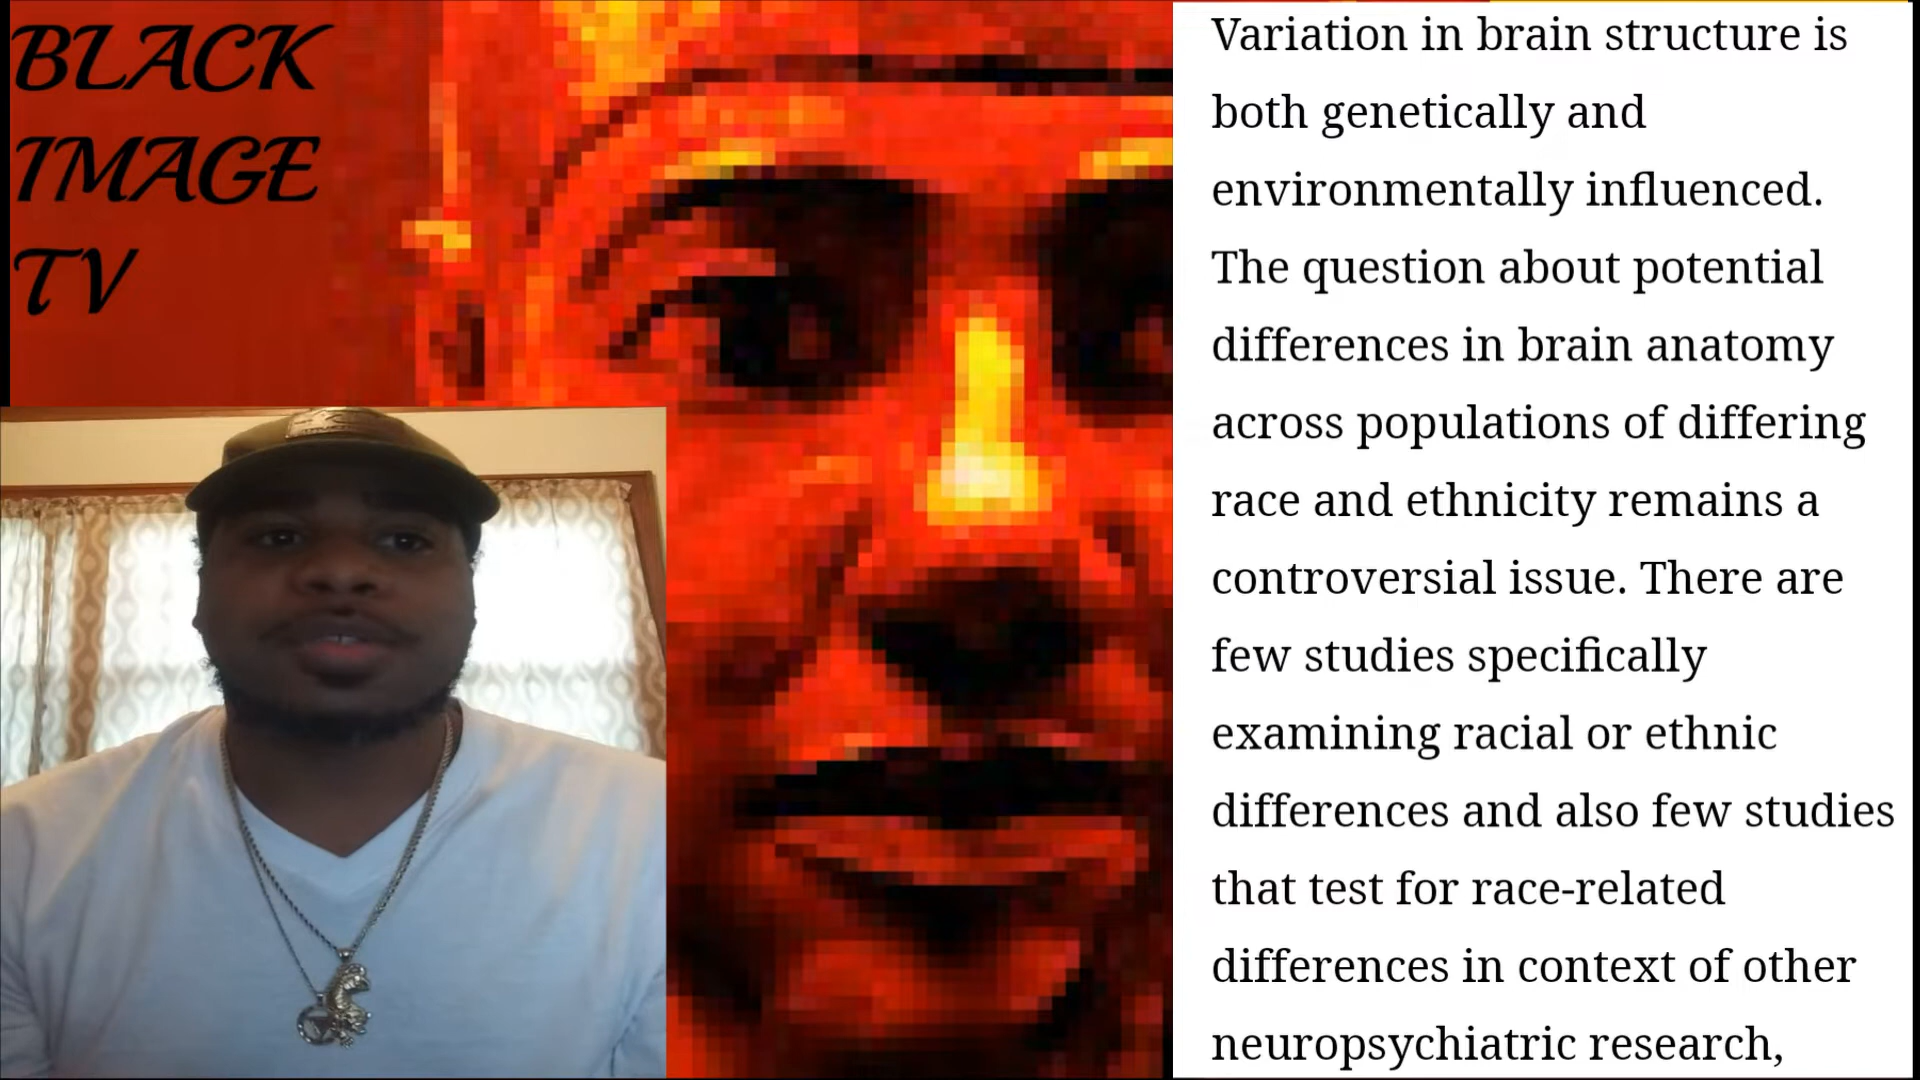 BLACK
IMAGE
TV
Variation in brain structure is
both genetically and
environmentally influenced.
The question about potential
differences in brain anatomy
across populations of differing
race and ethnicity remains a
controversial issue. There are
few studies specifically
examining racial or ethnic
differences and also few studies
that test for race-related
differences in context of other
neuropsychiatric research,